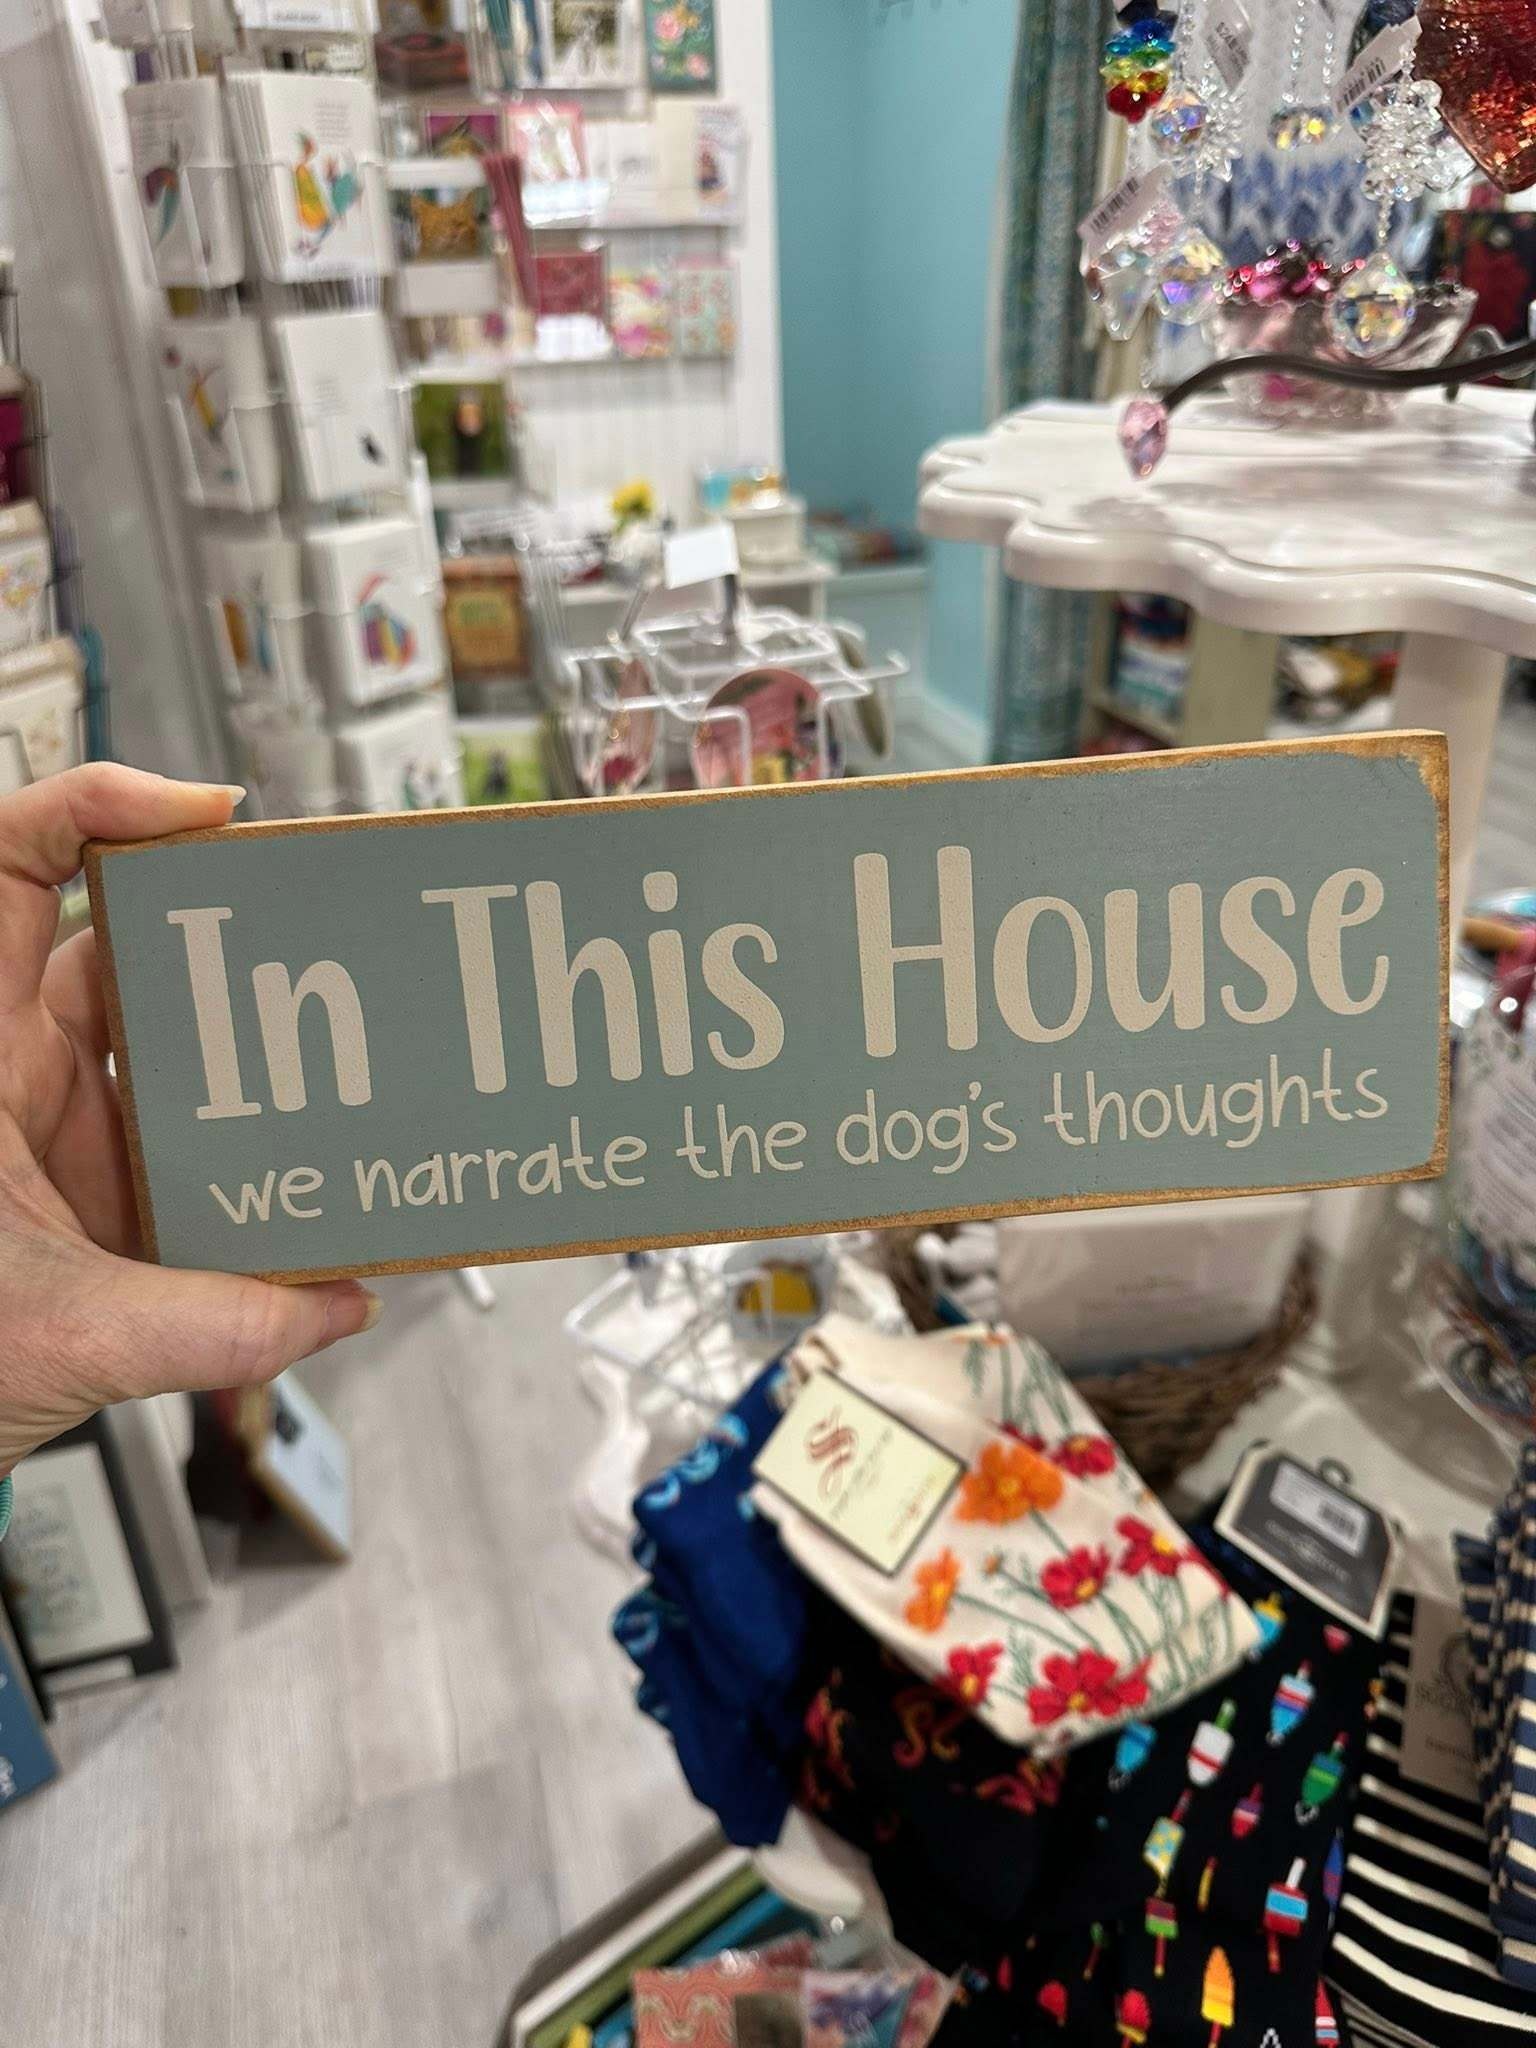 In This House
we narrate the dog's thoughts